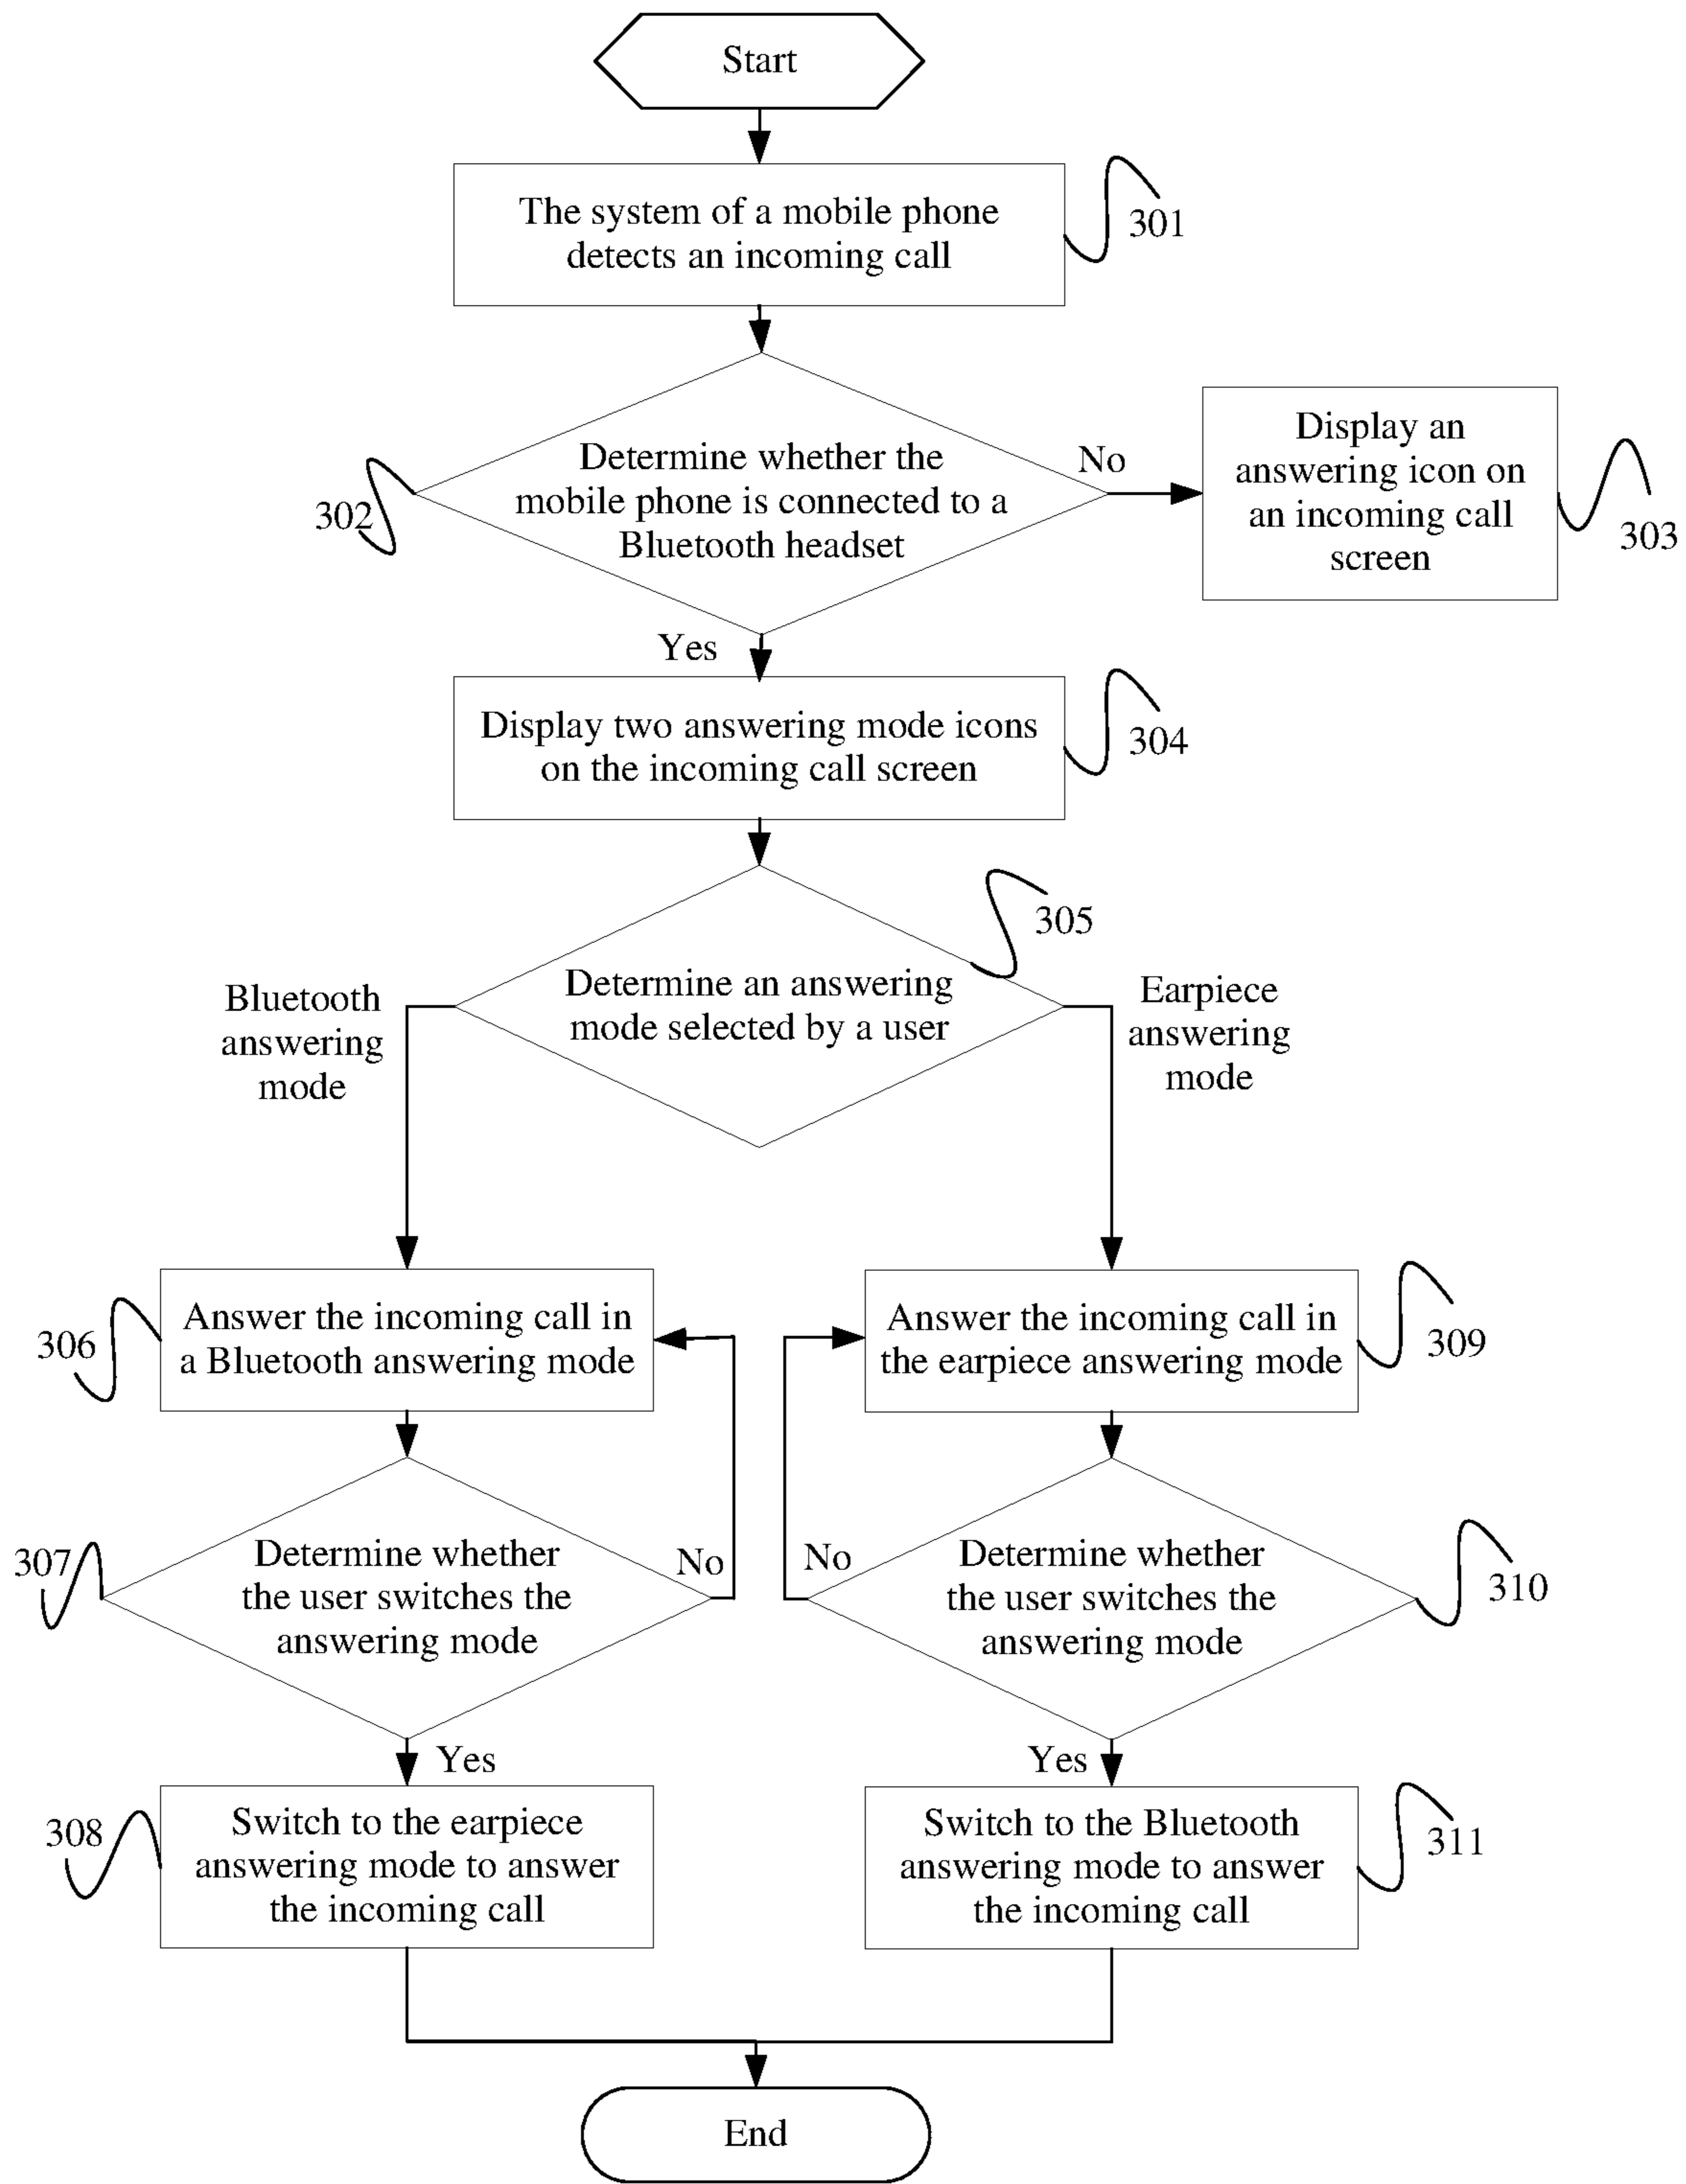 Start
The system of a mobile phone
detects an incoming call
301
Determine whether the
mobile phone is connected to a
Bluetooth headset
302
No
Display an
answering icon on
an incoming call
screen
303
Yes
Display two answering mode icons
on the incoming call screen
304
Determine an answering
mode selected by a user
305
Bluetooth
answering
mode
Earpiece
answering
mode
Answer the incoming call in
a Bluetooth answering mode
306
Answer the incoming call in
the earpiece answering mode
309
Determine whether
the user switches the
answering mode
307
No
No
Determine whether
the user switches the
answering mode
310
Yes
Yes
Switch to the earpiece
answering mode to answer
the incoming call
308
Switch to the Bluetooth
answering mode to answer
the incoming call
311
End